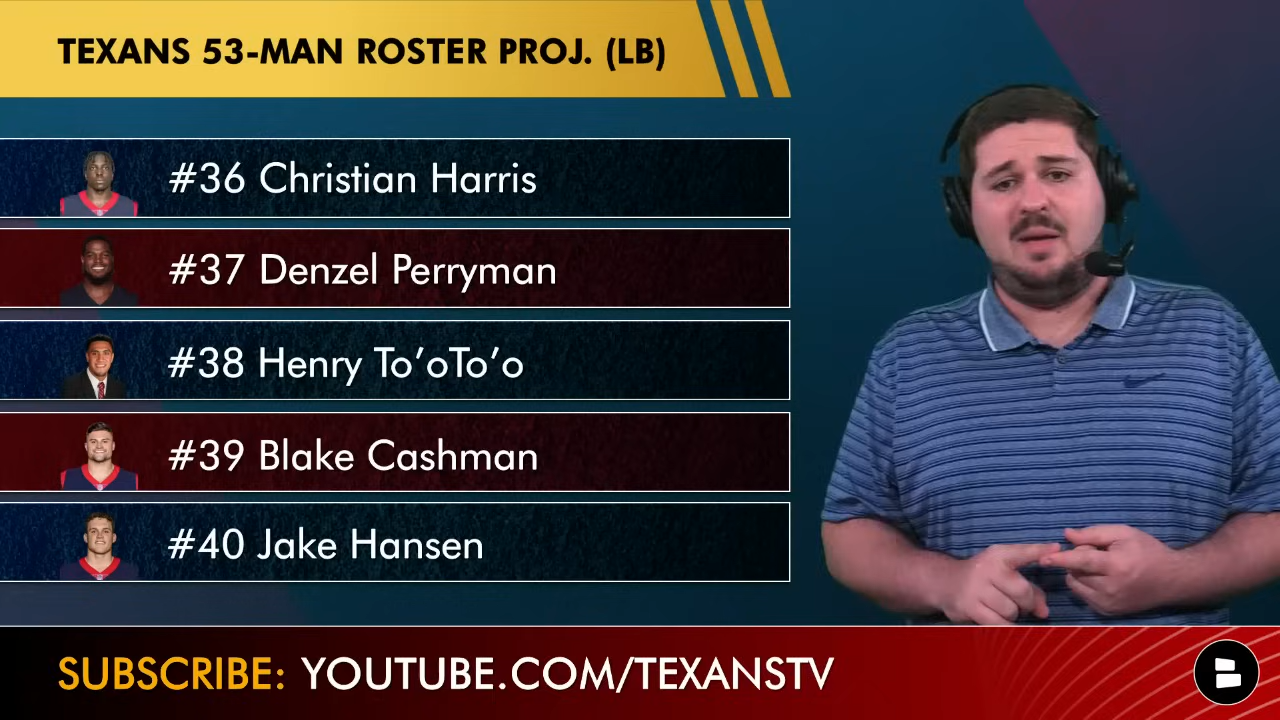 TEXANS 53-MAN ROSTER PROJ. (LB)
#36 Christian Harris
#37 Denzel Perryman
#38 Henry To’oTo’o
#39 Blake Cashman
#40 Jake Hansen
SUBSCRIBE: YOUTUBE.COM/TEXANSTV